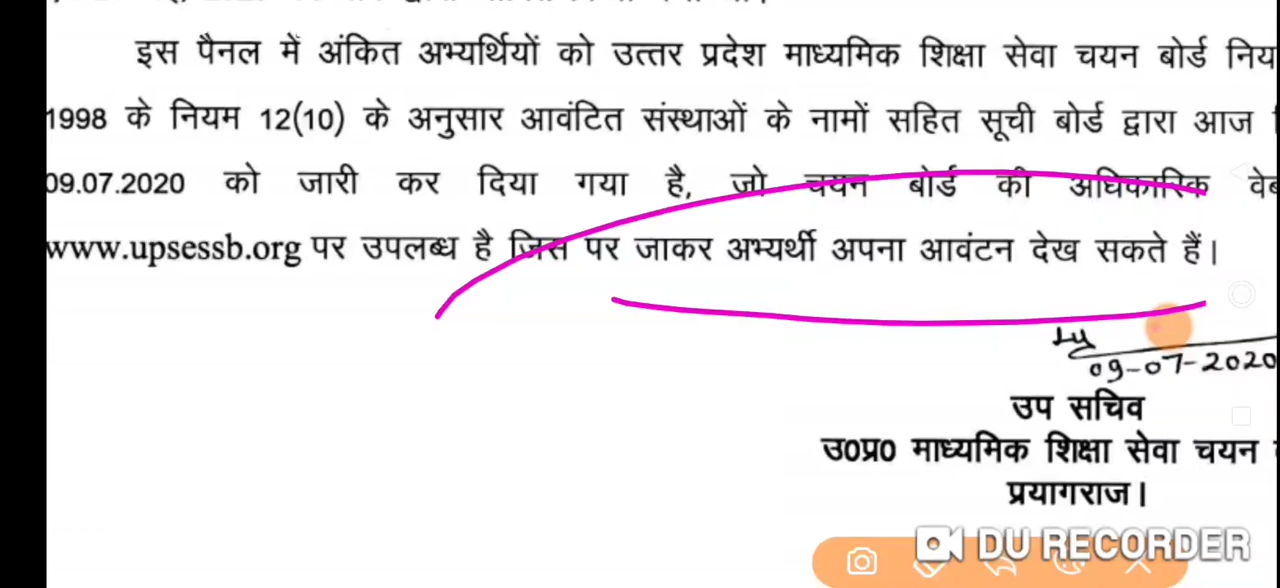 इस पैनल में अंकित अभ्यर्थियों को उत्तर प्रदेश माध्यमिक शिक्षा सेवा चयन बोर्ड निय
1998 के नियम 12(10) के अनुसार आवंटित संस्थाओं के नामों सहित सूची बोर्ड द्वारा आज
09.07.2020 को जारी कर दिया गया है, जो चयन बोर्ड की अधिकारिक वेब
www.upsessb.org पर उपलब्ध है जिस पर जाकर अभ्यर्थी अपना आवंटन देख सकते हैं।
09-07-2020
उप सचिव
उ0प्र0 माध्यमिक शिक्षा सेवा चयन
प्रयागराज।
DU RECORDER